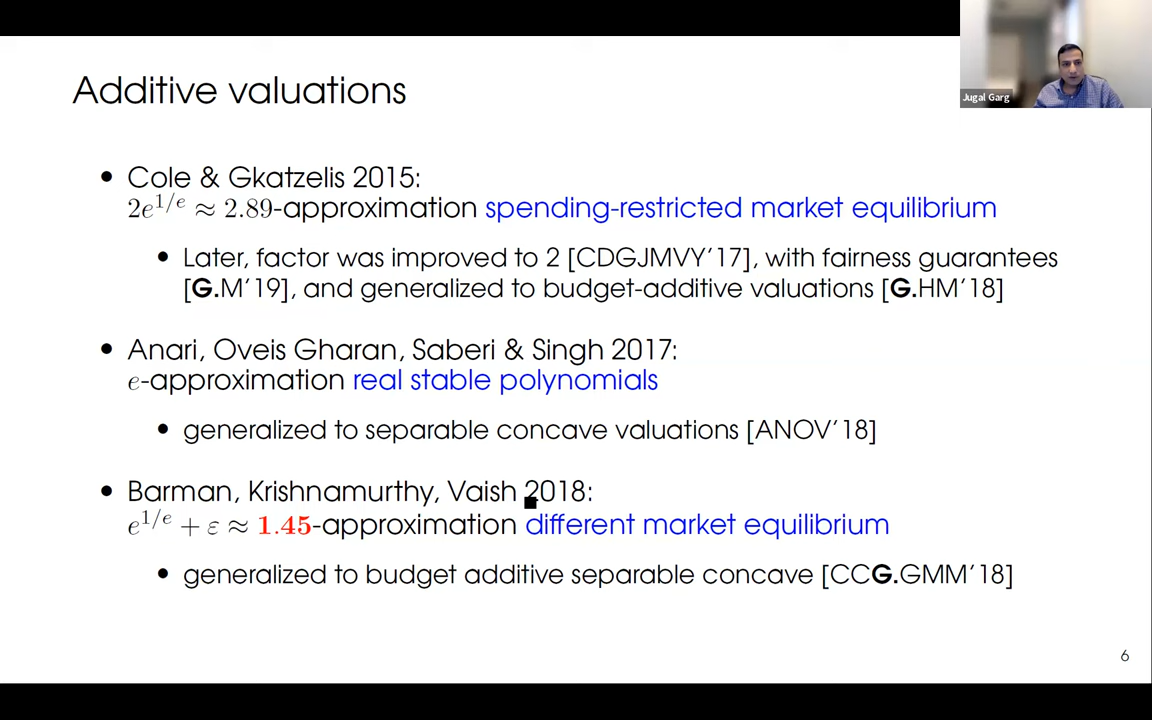 Additive valuations
Jugal Garg
• Cole & Gkatzelis 2015:
2e^{1/e} ≈ 2.89-approximation spending-restricted market equilibrium
• Later, factor was improved to 2 [CDGJMVY'17], with fairness guarantees
[G.M'19], and generalized to budget-additive valuations [G.HM'18]
• Anari, Oveis Gharan, Saberi & Singh 2017:
e-approximation real stable polynomials
• generalized to separable concave valuations [ANOV'18]
• Barman, Krishnamurthy, Vaish 2018:
e^{1/e} + ε ≈ 1.45-approximation different market equilibrium
• generalized to budget additive separable concave [CCG.GMM'18]
6